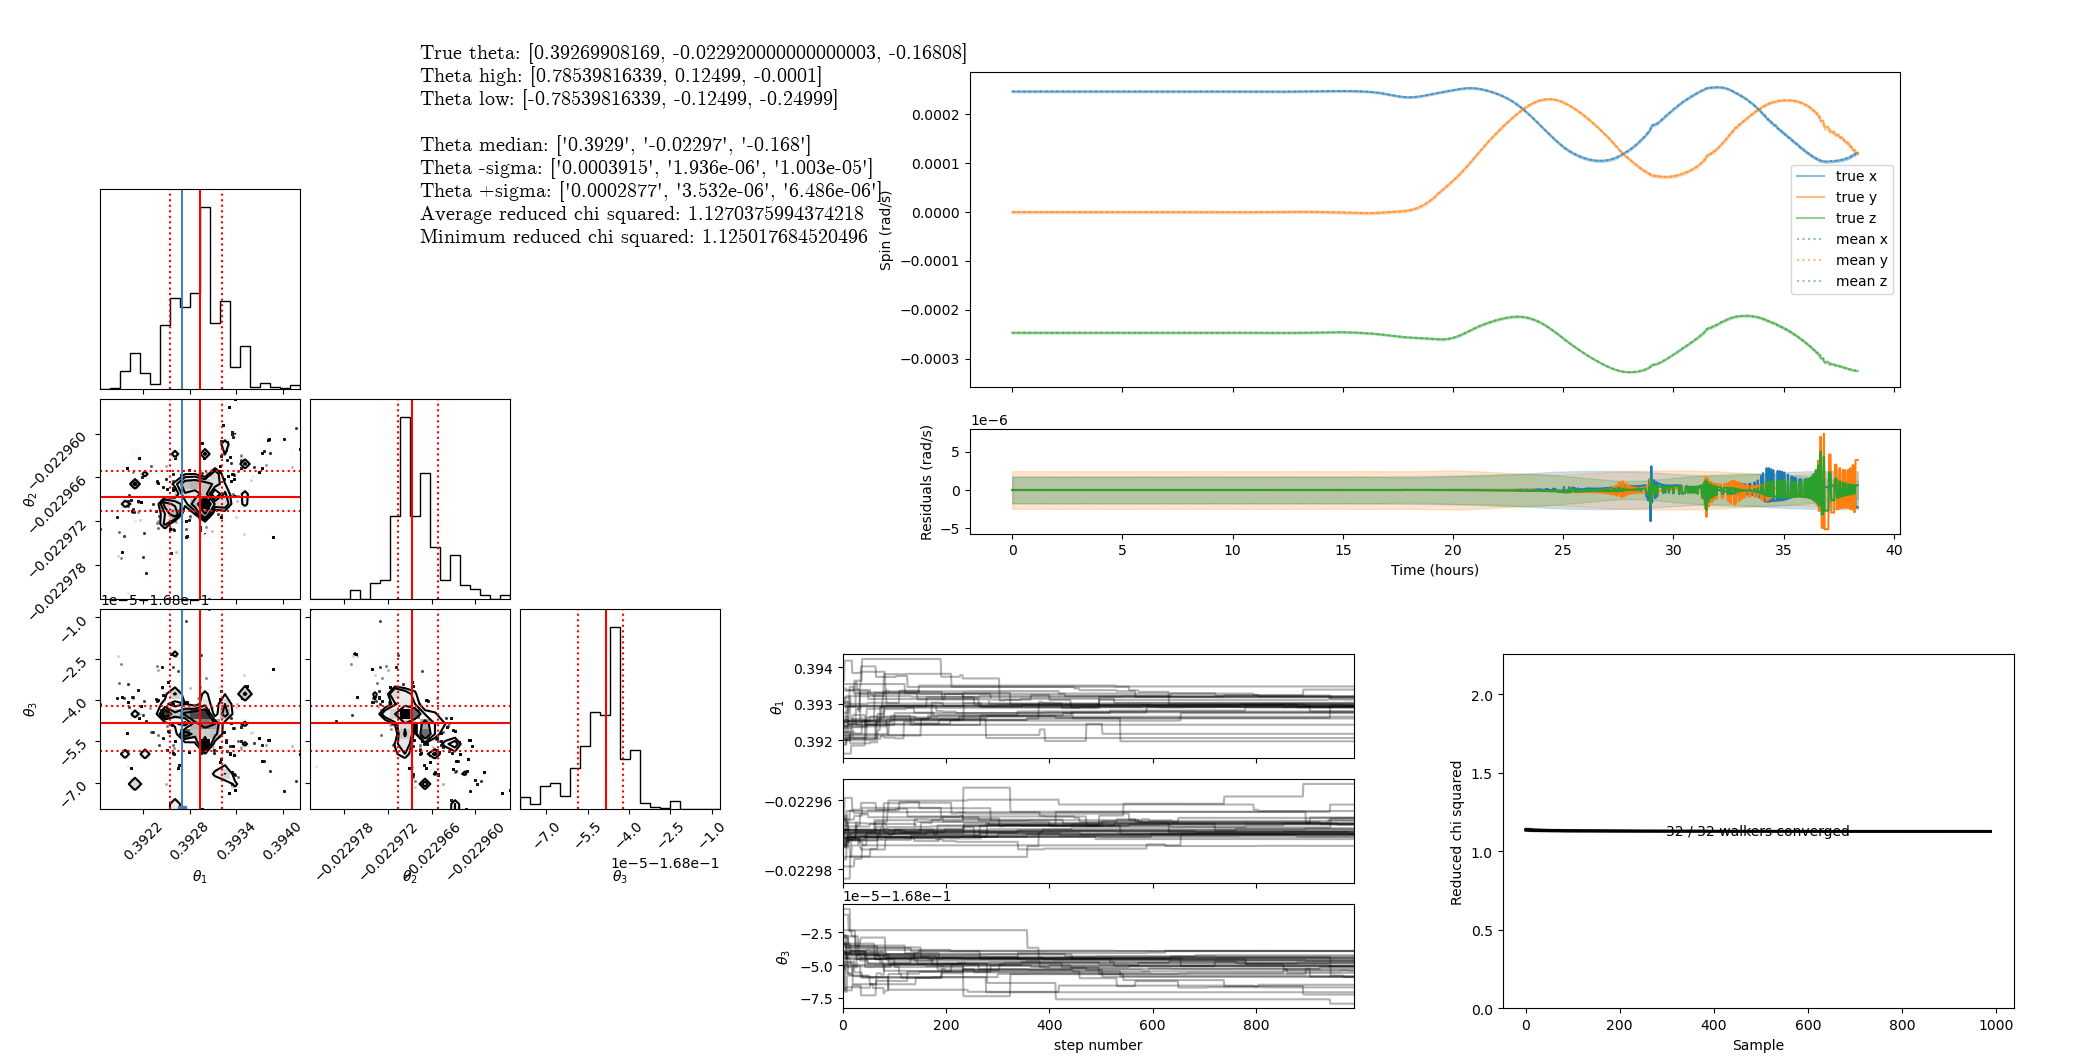 True theta: [0.39269908169, -0.022920000000000003, -0.16808]
Theta high: [0.78539816339, 0.12499, -0.0001]
Theta low: [-0.78539816339, -0.12499, -0.24999]
Theta median: ['0.3929', '-0.02297', '-0.168']
Theta -sigma: ['0.0003915', '1.936e-06', '1.003e-05']
Theta +sigma: ['0.0002877', '3.532e-06', '6.486e-06']
Average reduced chi squared: 1.1270375994374218
Minimum reduced chi squared: 1.125017684520496
Spin (rad/s)
0.0002
0.0001
0.0000
−0.0001
−0.0002
−0.0003
true x
true y
true z
mean x
mean y
mean z
1e−6
Residuals (rad/s)
5
0
−5
0 5 10 15 20 25 30 35 40
Time (hours)
θ2
−0.022960
−0.022966
−0.022972
−0.022978
1e−5−1.68e−1
θ3
−1.0
−2.5
−4.0
−5.5
−7.0
0.3922 0.3928 0.3934 0.3940
θ1
−0.022978 −0.022972 −0.022966 −0.022960
θ2
−7.0 −5.5 −4.0 −2.5 −1.0
1e−5−1.68e−1
θ3
θ1
0.394
0.393
0.392
−0.02296
−0.02298
1e−5−1.68e−1
θ3
−2.5
−5.0
−7.5
0 200 400 600 800
step number
Reduced chi squared
2.0
1.5
1.0
0.5
0.0
32 / 32 walkers converged
0 200 400 600 800 1000
Sample